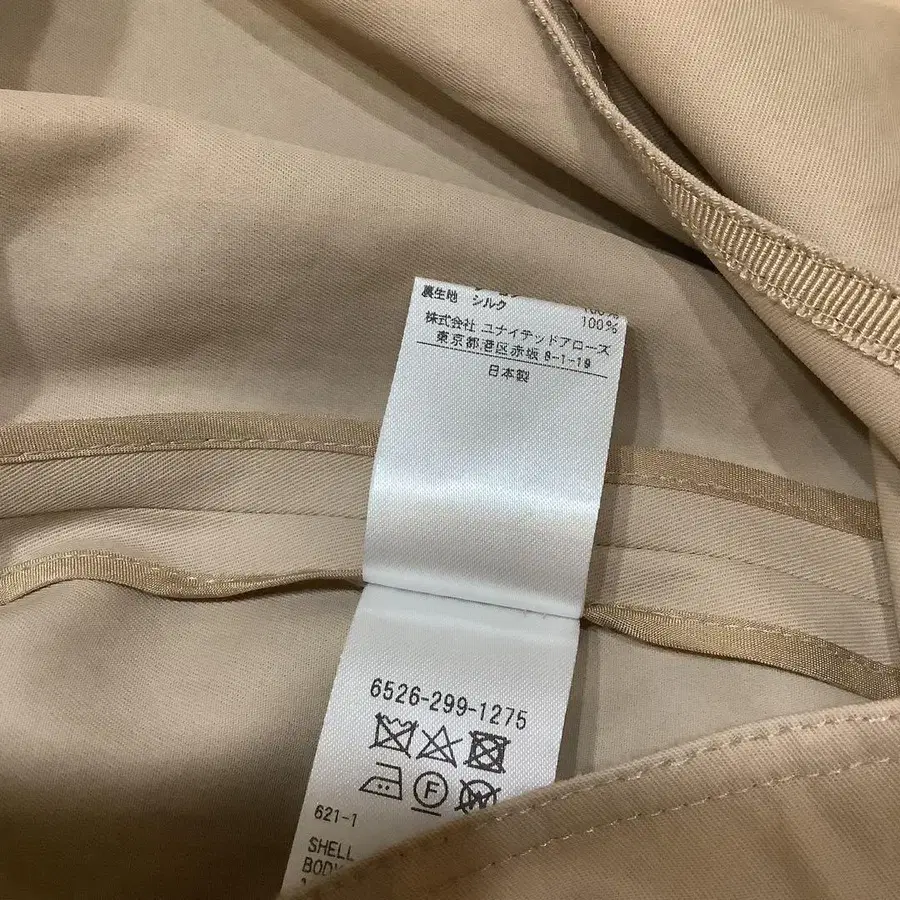 裏生地 シルク 100%
株式会社 ユナイテッドアローズ
東京都港区赤坂 8-1-19
日本製
6526-299-1275
F
W
621-1
SHELL
BODY